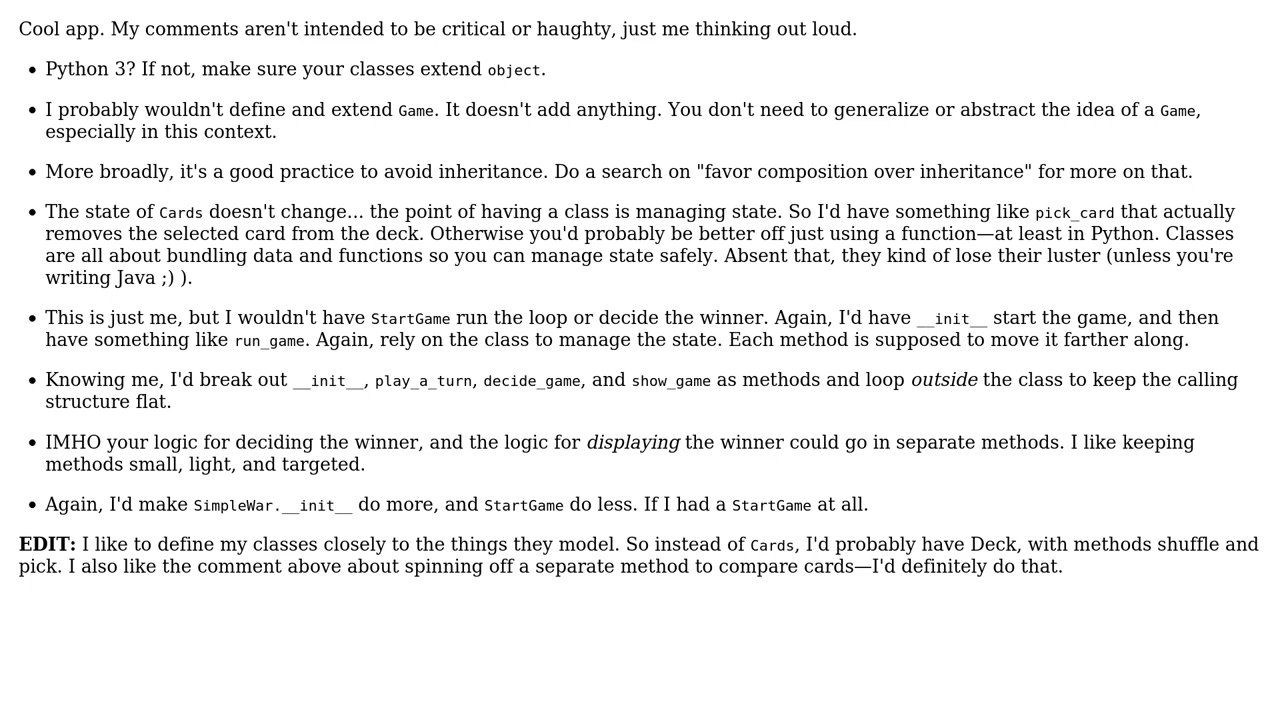 Cool app. My comments aren't intended to be critical or haughty, just me thinking out loud.
• Python 3? If not, make sure your classes extend object.
• I probably wouldn't define and extend Game. It doesn't add anything. You don't need to generalize or abstract the idea of a Game,
especially in this context.
• More broadly, it's a good practice to avoid inheritance. Do a search on "favor composition over inheritance" for more on that.
• The state of Cards doesn't change... the point of having a class is managing state. So I'd have something like pick_card that actually
removes the selected card from the deck. Otherwise you'd probably be better off just using a function—at least in Python. Classes
are all about bundling data and functions so you can manage state safely. Absent that, they kind of lose their luster (unless you're
writing Java ;) ).
• This is just me, but I wouldn't have StartGame run the loop or decide the winner. Again, I'd have __init__ start the game, and then
have something like run_game. Again, rely on the class to manage the state. Each method is supposed to move it farther along.
• Knowing me, I'd break out __init__, play_a_turn, decide_game, and show_game as methods and loop outside the class to keep the calling
structure flat.
• IMHO your logic for deciding the winner, and the logic for displaying the winner could go in separate methods. I like keeping
methods small, light, and targeted.
• Again, I'd make SimpleWar.__init__ do more, and StartGame do less. If I had a StartGame at all.
EDIT: I like to define my classes closely to the things they model. So instead of Cards, I'd probably have Deck, with methods shuffle and
pick. I also like the comment above about spinning off a separate method to compare cards—I'd definitely do that.